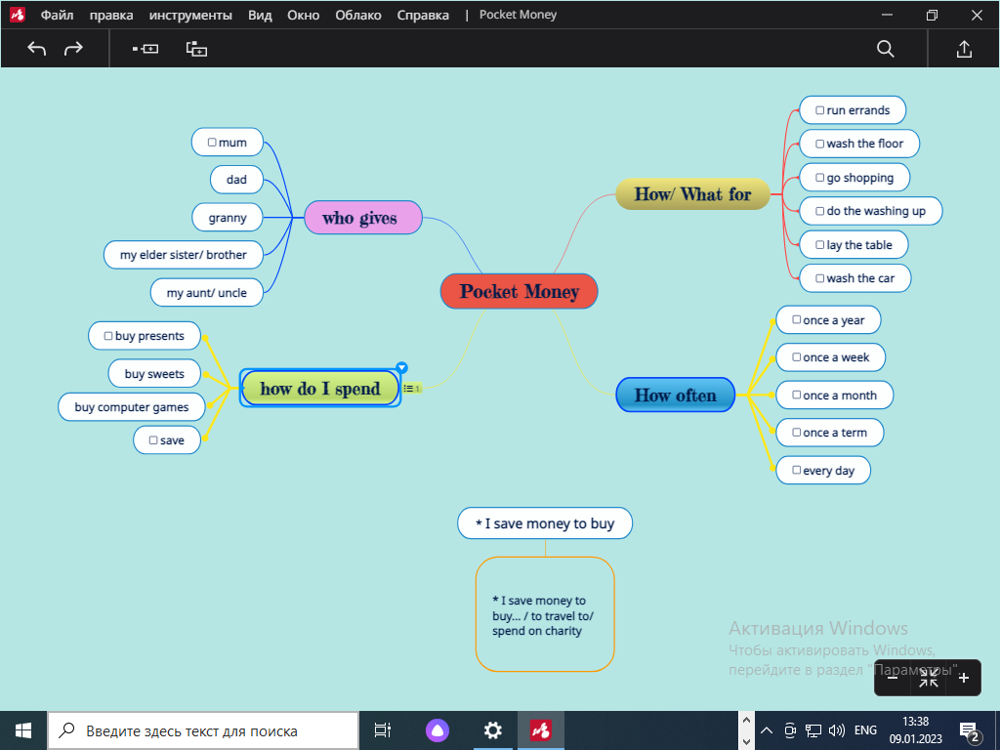 Файл правка инструменты Вид Окно Облако Справка | Pocket Money
mum
dad
granny
my elder sister/ brother
my aunt/ uncle
who gives
buy presents
buy sweets
buy computer games
save
how do I spend
1
Pocket Money
How/ What for
run errands
wash the floor
go shopping
do the washing up
lay the table
wash the car
How often
once a year
once a week
once a month
once a term
every day
* I save money to buy
* I save money to
buy... / to travel to/
spend on charity
Активация Windows
Чтобы активировать Windows,
перейдите в раздел "Параметры".
Введите здесь текст для поиска
ENG
13:38
09.01.2023
2